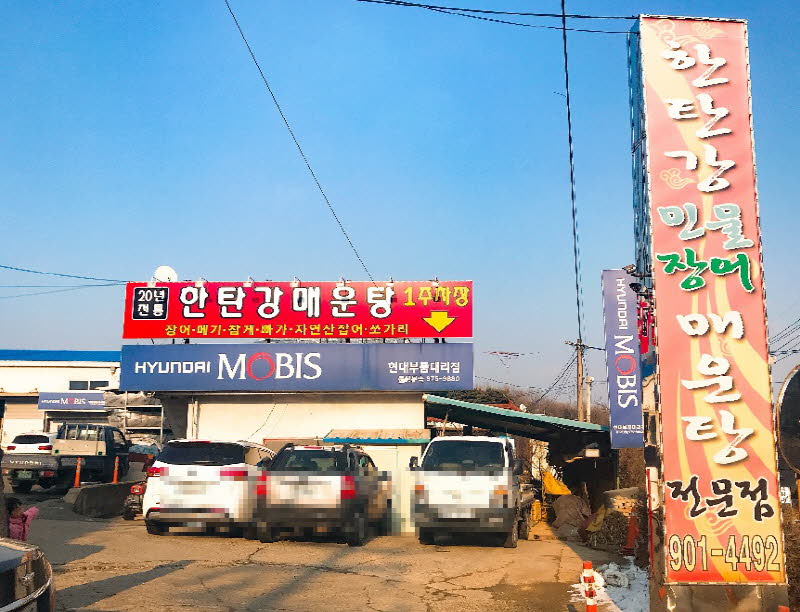 20년
전통
한탄강매운탕
1주차장
장어·메기·잡게·빠가·자연산잡어·쏘가리
HYUNDAI MOBIS
현대부품대리점
975-9880
HYUNDAI MOBIS
HYUNDAI MOBIS
한탄강
민물
장어
매운탕
전문점
901-4492